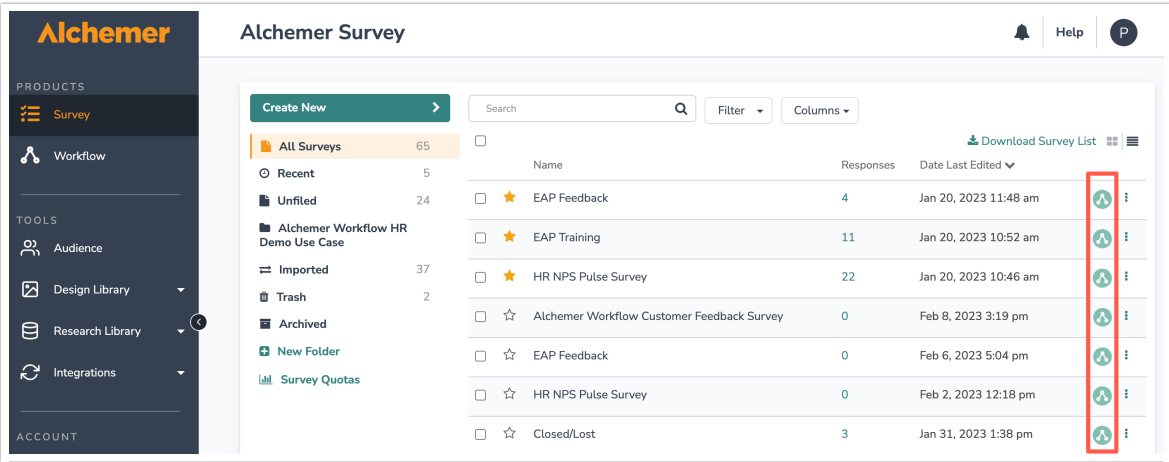 Alchemer
Alchemer Survey
Help
P
PRODUCTS
Survey
Workflow
TOOLS
Audience
Design Library
Research Library
Integrations
ACCOUNT
Create New
All Surveys 65
Recent 5
Unfiled 24
Alchemer Workflow HR
Demo Use Case
Imported 37
Trash 2
Archived
New Folder
Survey Quotas
Search
Filter
Columns
Download Survey List
Name Responses Date Last Edited
EAP Feedback 4 Jan 20, 2023 11:48 am
EAP Training 11 Jan 20, 2023 10:52 am
HR NPS Pulse Survey 22 Jan 20, 2023 10:46 am
Alchemer Workflow Customer Feedback Survey 0 Feb 8, 2023 3:19 pm
EAP Feedback 0 Feb 6, 2023 5:04 pm
HR NPS Pulse Survey 0 Feb 2, 2023 12:18 pm
Closed/Lost 3 Jan 31, 2023 1:38 pm